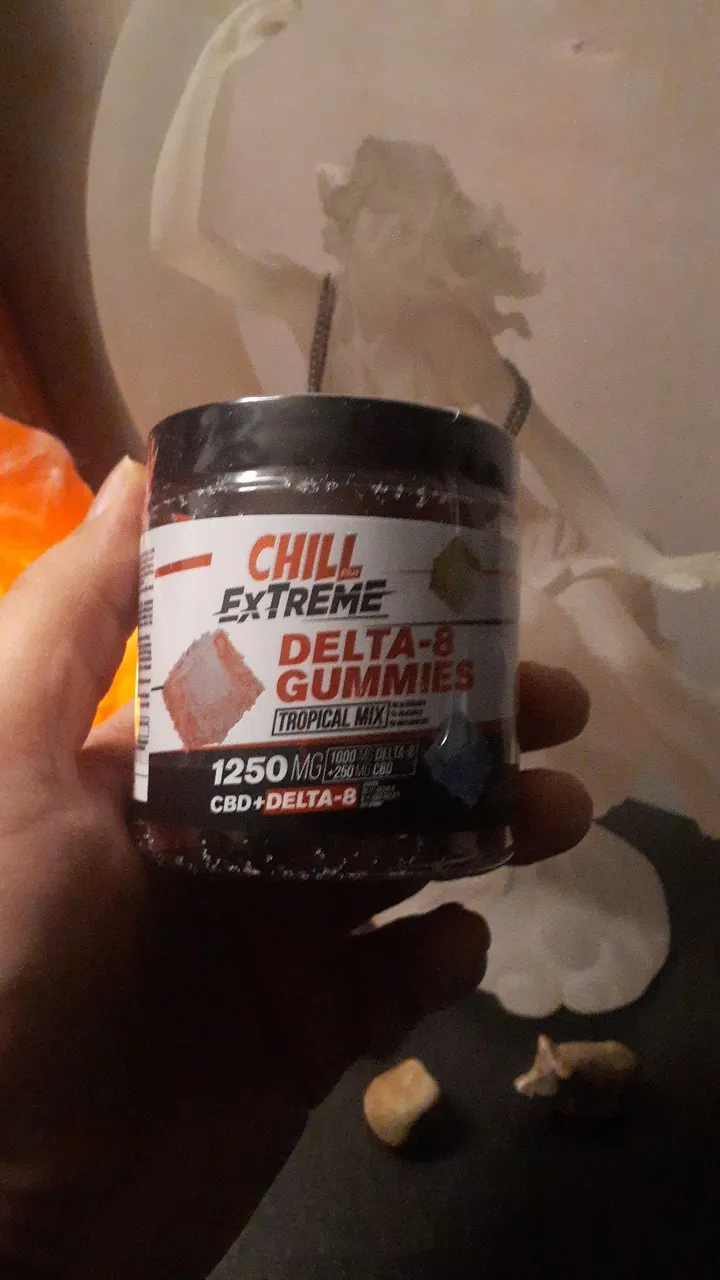 CHILL
Plus
EXTREME
DELTA-8
GUMMIES
TROPICAL MIX
1250 MG
1000 MG DELTA-8
+250 MG CBD
CBD+DELTA-8